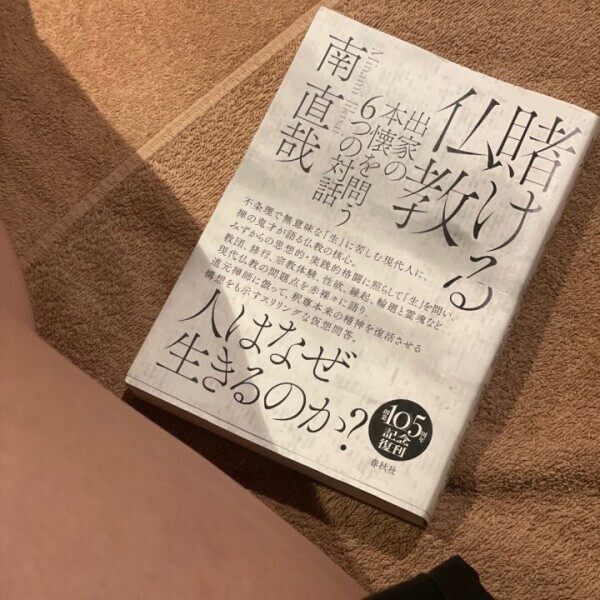 賭ける
仏教
出家の
本懐を問う
6つの対話
南 直哉
Minami Jikisai
不条理で無意味な「生」に苦しむ現代人に、
禅の鬼才が語る仏教の核心。
みずからの思想的・実践的格闘に照らして「生」を問い、
教団、修行、宗教体験、性欲、縁起、輪廻と霊魂など
現代仏教の問題点を赤裸々に語り、
道元禅師に倣って、釈尊本来の精神を復活させる
構想をも示すスリリングな仮想問答。
人はなぜ
生きるのか?
創業
105周年
記念
復刊
春秋社